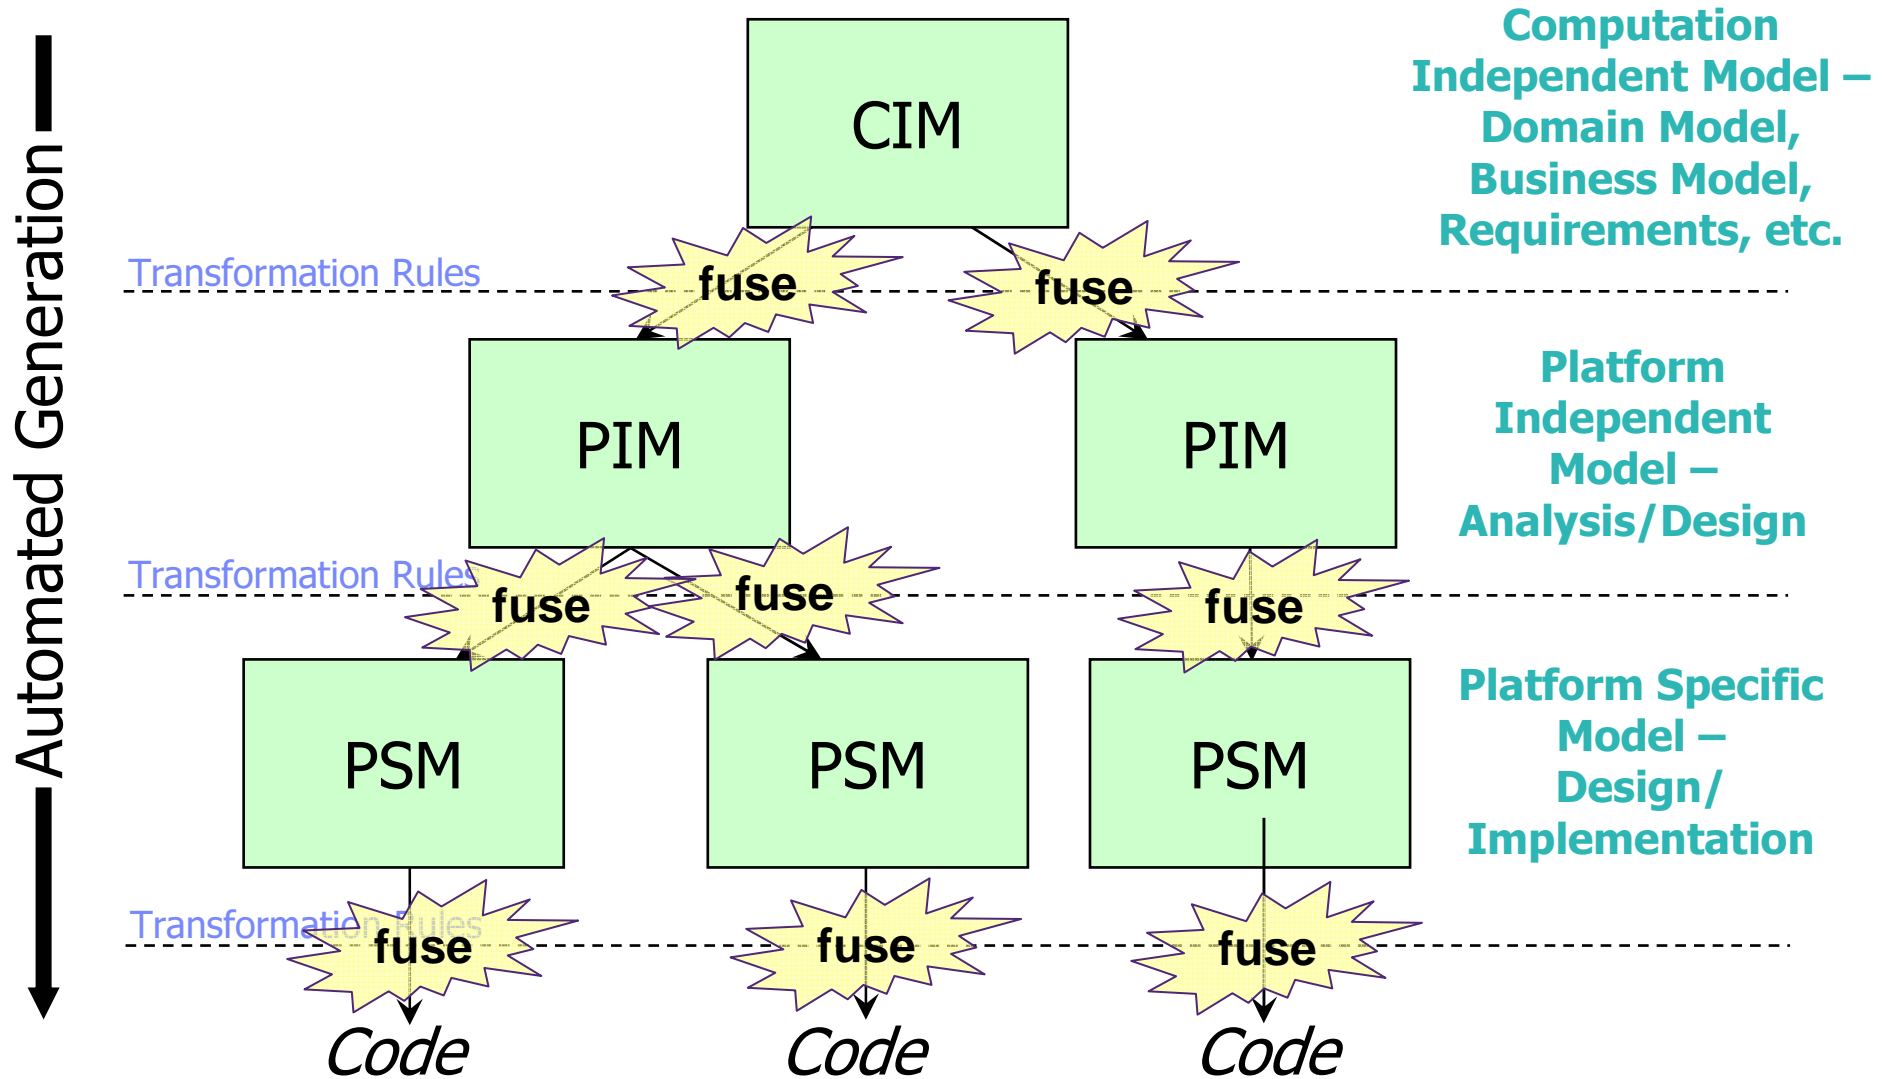 Automated Generation
CIM
Computation
Independent Model –
Domain Model,
Business Model,
Requirements, etc.
Transformation Rules
fuse
fuse
PIM
PIM
Platform
Independent
Model –
Analysis/Design
Transformation Rules
fuse
fuse
fuse
PSM
PSM
PSM
Platform Specific
Model –
Design/
Implementation
Transformation Rules
fuse
fuse
fuse
Code
Code
Code